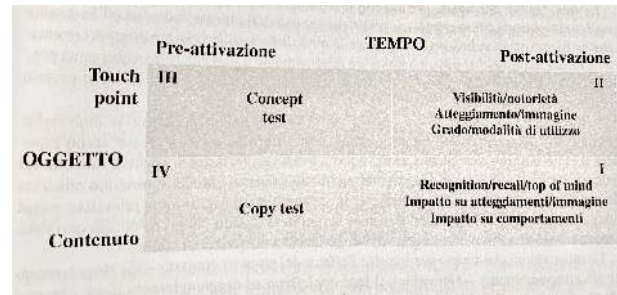 TEMPO
Pre-attivazione
Post-attivazione
Touch point
III
Concept test
II
Visibilità/notorietà
Atteggiamento/immagine
Grado/modalità di utilizzo
OGGETTO
IV
Copy test
I
Recognition/recall/top of mind
Impatto su atteggiamenti/immagine
Impatto su comportamenti
Contenuto